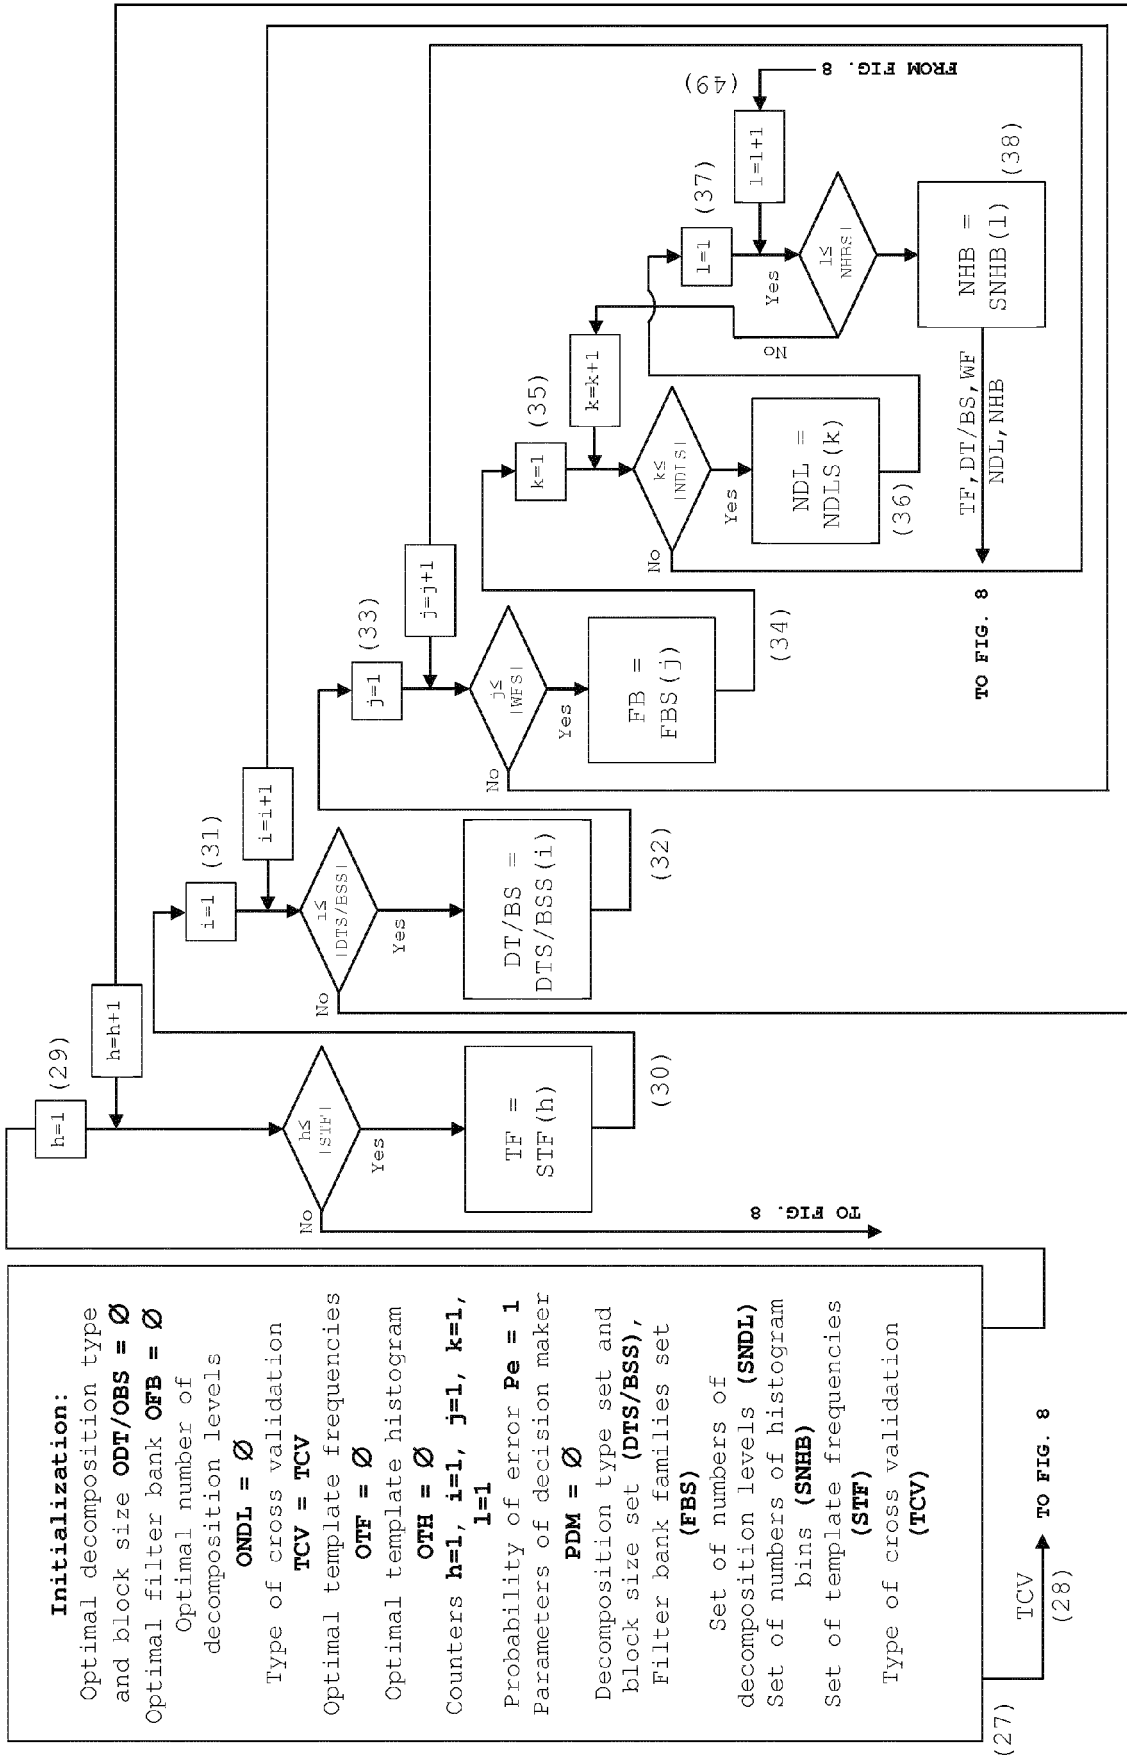 Initialization:
Optimal decomposition type
and block size ODT/OBS = Ø
Optimal filter bank OFB = Ø
Optimal number of
decomposition levels
ONDL = Ø
Type of cross validation
TCV = TCV
Optimal template frequencies
OTF = Ø
Optimal template histogram
OTH = Ø
Counters h=1, i=1, j=1, k=1,
l=1
Probability of error Pe = 1
Parameters of decision maker
PDM = Ø
Decomposition type set and
block size set (DTS/BSS),
Filter bank families set
(FBS)
Set of numbers of
decomposition levels (SNDL)
Set of numbers of histogram
bins (SNHB)
Set of template frequencies
(STF)
Type of cross validation
(TCV)
(27)
TCV
(28)
TO FIG. 8
h=1
(29)
h=h+1
h≤
|STF|
No
Yes
TF =
STF(h)
(30)
TO FIG. 8
i=1
(31)
i=i+1
i≤
|DTS/BSS|
No
Yes
DT/BS =
DTS/BSS(i)
(32)
j=1
(33)
j=j+1
j≤
|WFS|
No
Yes
FB =
FBS(j)
(34)
k=1
(35)
k=k+1
k≤
|NDLS|
No
Yes
NDL =
NDLS(k)
(36)
l=1
(37)
l=l+1
(49)
FROM FIG. 8
l≤
NHBS|
Yes
No
NHB =
SNHB(l)
(38)
TF,DT/BS,WF
NDL,NHB
TO FIG. 8